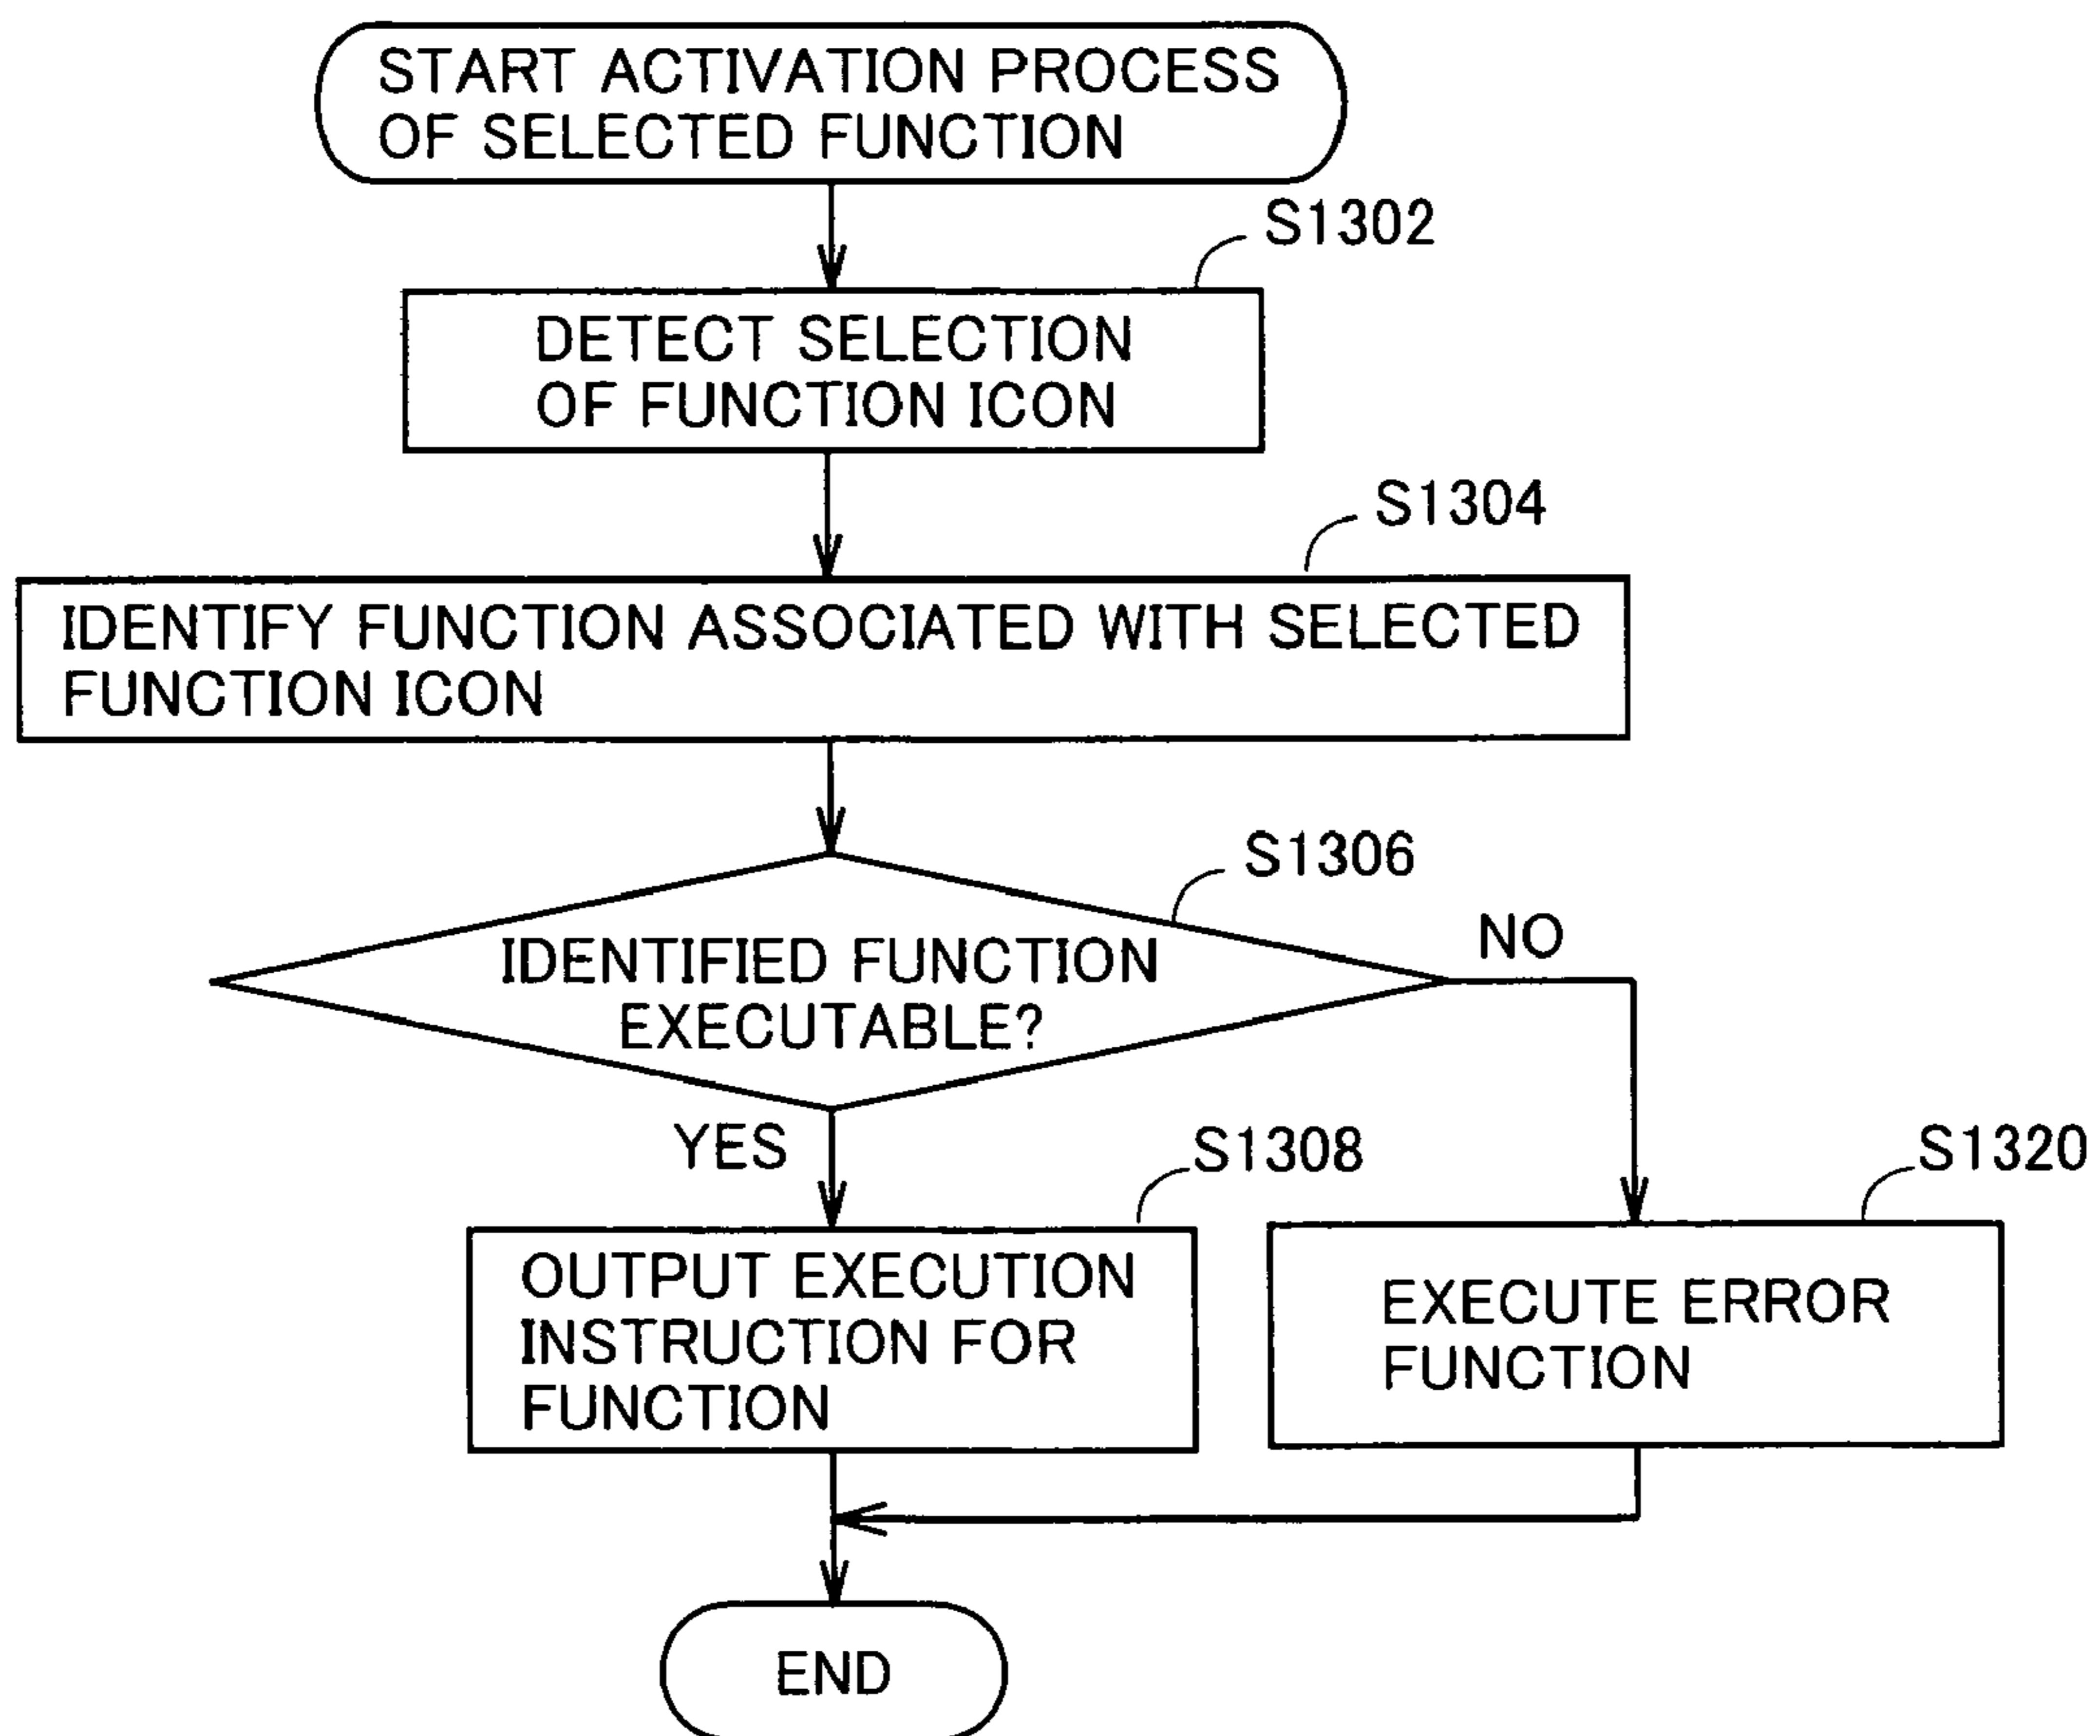 START ACTIVATION PROCESS
OF SELECTED FUNCTION
S1302
DETECT SELECTION
OF FUNCTION ICON
S1304
IDENTIFY FUNCTION ASSOCIATED WITH SELECTED
FUNCTION ICON
S1306
IDENTIFIED FUNCTION
EXECUTABLE?
NO
YES
S1308
OUTPUT EXECUTION
INSTRUCTION FOR
FUNCTION
S1320
EXECUTE ERROR
FUNCTION
END